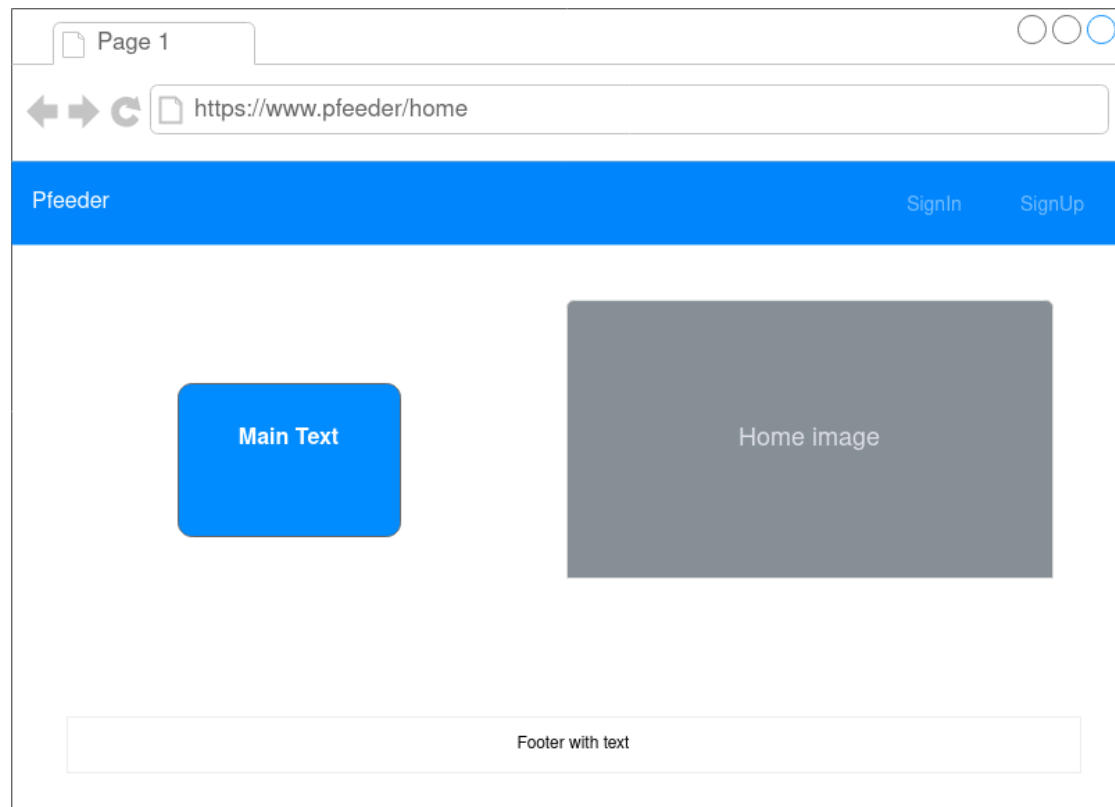 Page 1
https://www.pfeeder/home
Pfeeder
SignIn
SignUp
Main Text
Home image
Footer with text